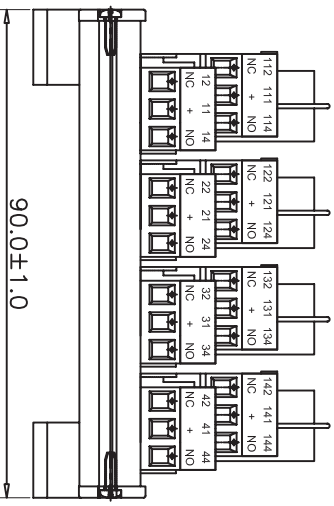 112 111 114
NC + NO
12 11 14
NC + NO
122 121 124
NC + NO
22 21 24
NC + NO
132 131 134
NC + NO
32 31 34
NC + NO
142 141 144
NC + NO
42 41 44
NC + NO
90.0±1.0